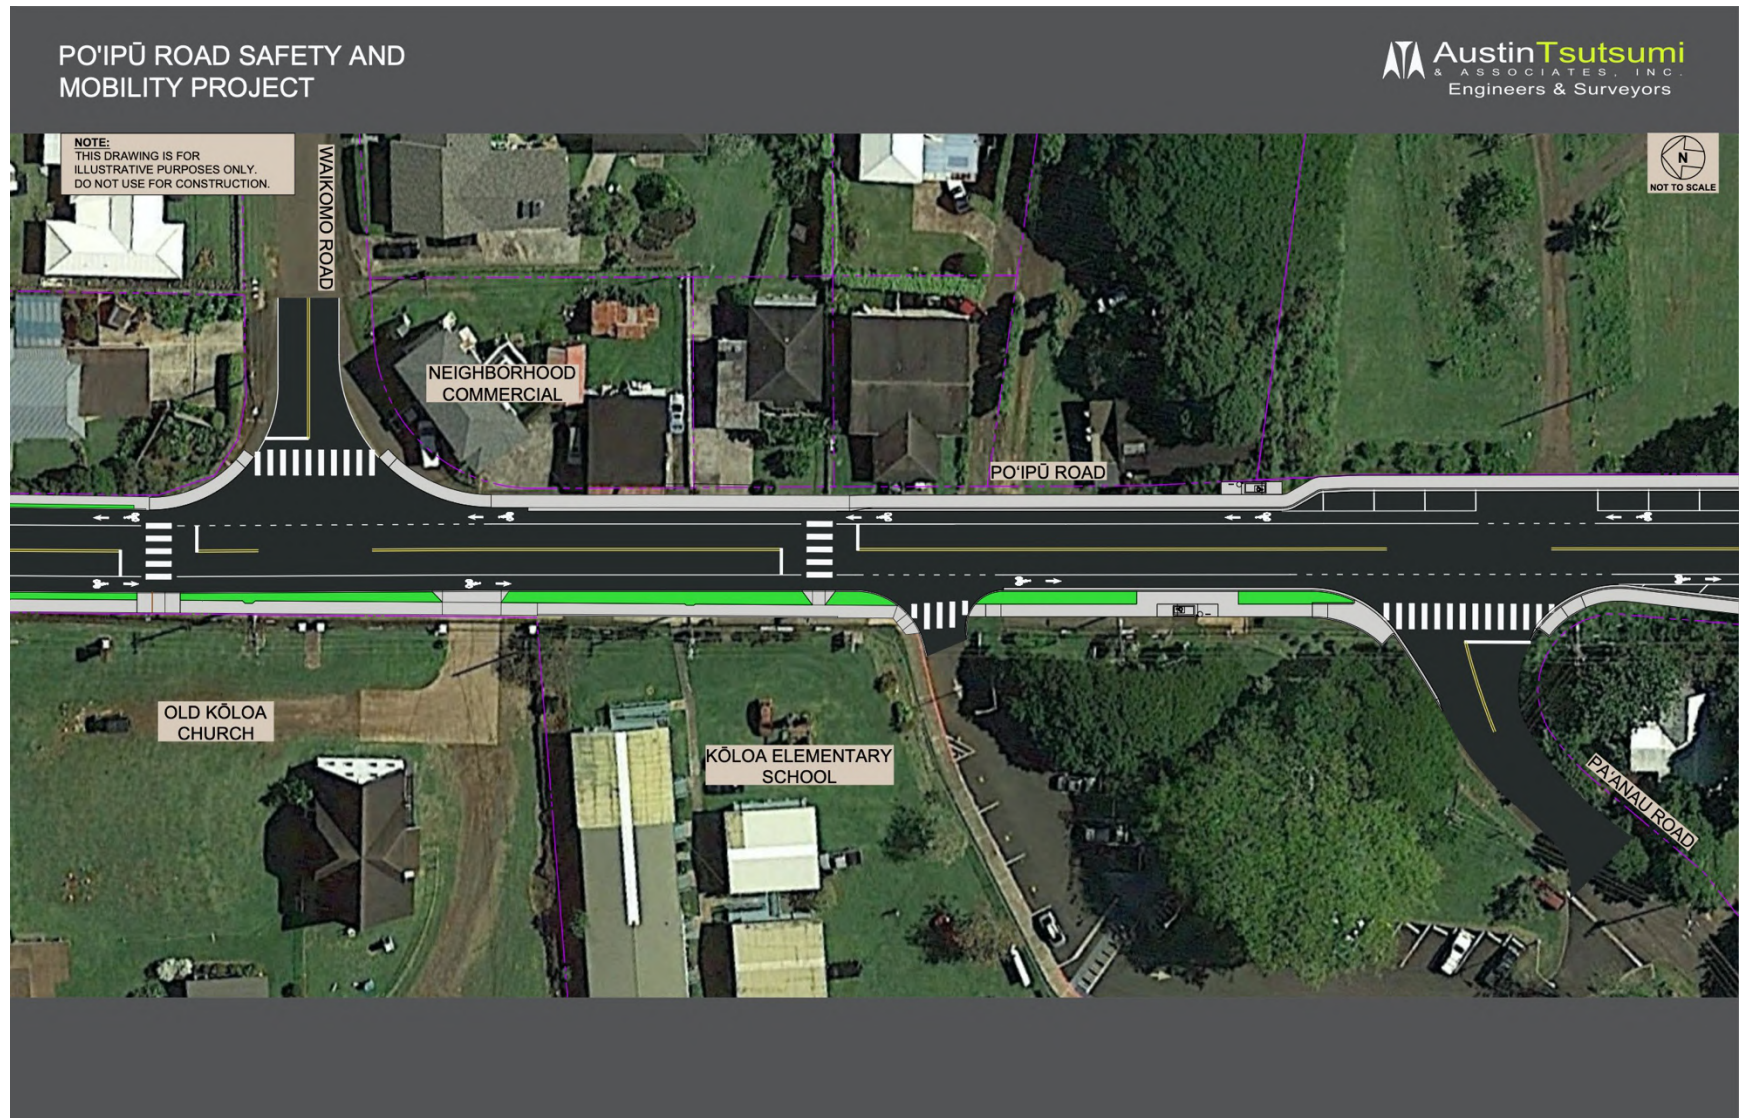 PO'IPŪ ROAD SAFETY AND
MOBILITY PROJECT
AustinTsutsumi
& ASSOCIATES, INC.
Engineers & Surveyors
NOTE:
THIS DRAWING IS FOR
ILLUSTRATIVE PURPOSES ONLY.
DO NOT USE FOR CONSTRUCTION.
WAIKOMO ROAD
N
NOT TO SCALE
NEIGHBORHOOD
COMMERCIAL
PO'IPŪ ROAD
OLD KŌLOA
CHURCH
KŌLOA ELEMENTARY
SCHOOL
PA'ANAU ROAD